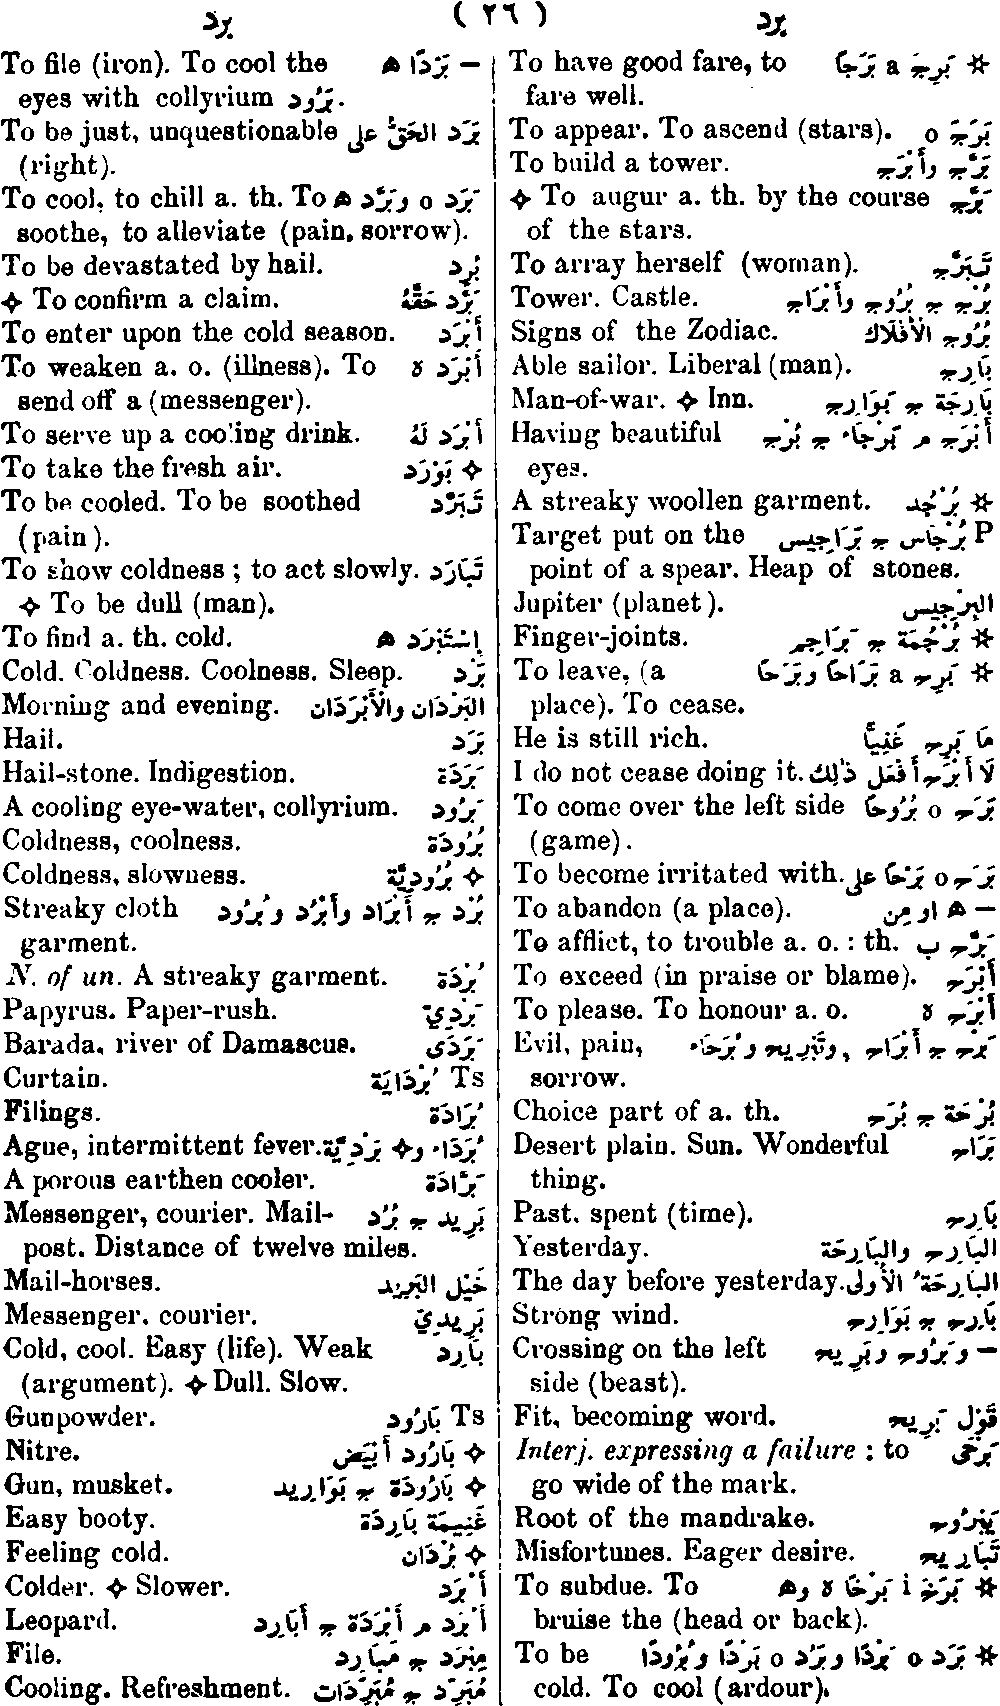 برد ( ٢٦ ) برد
To have good fare, to بَرِجَ a بَرَجًا ✲
fare well.
To appear. To ascend (stars). بَرَجَ o
To build a tower. بَرَّجَ وأَبْرَجَ
✧ To augur a. th. by the course بَرَّجَ
of the stars.
To array herself (woman). تَبَرَّجَ
Tower. Castle. بُرْج ج بُرُوج وأَبْرَاج
Signs of the Zodiac. بُرُوج الأَفْلَاك
Able sailor. Liberal (man). بَارِج
Man-of-war. ✧ Inn. بَارِجَة ج بَوَارِج
Having beautiful أَبْرَج م بَرْجَاء ج بُرْج
eyes.
A streaky woollen garment. بُرْجُد ✲
Target put on the بُرْجَاس ج بَرَاجِيس P
point of a spear. Heap of stones.
Jupiter (planet). البِرْجِيس
Finger-joints. بُرْجُمَة ج بَرَاجِم ✲
To leave, (a بَرِحَ a بَرَاحًا وبَرَحًا ✲
place). To cease.
He is still rich. مَا بَرِحَ غَنِيًّا
I do not cease doing it. لَا أَبْرَح أَفْعَل ذٰلِك
To come over the left side بَرَح o بُرُوحًا
(game).
To become irritated with. بَرَح o بَرْحًا على
To abandon (a place). — ه او مِن
To afflict, to trouble a. o. : th. بَرَّح ب
To exceed (in praise or blame). أَبْرَح
To please. To honour a. o. أَبْرَح ه
Evil, pain, بَرْح ج أَبْرَاح, وتَبْرِيح وبُرَحَاء
sorrow.
Choice part of a. th. بُرْحَة ج بُرَح
Desert plain. Sun. Wonderful بَرَاح
thing.
Past, spent (time). بَارِح
Yesterday. البَارِح والبَارِحَة
The day before yesterday. البَارِحَة الأُولَى
Strong wind. بَارِح ج بَوَارِح
Crossing on the left — وبَرُوح وبَرِيح
side (beast).
Fit, becoming word. قَوْل بَرِيح
Interj. expressing a failure : to بَرْحَى
go wide of the mark.
Root of the mandrake. يَبْرُوح
Misfortunes. Eager desire. تَبَارِيح
To subdue. To بَرَخَ i بَرْخًا ه وه ✲
bruise the (head or back).
To be بَرَد o بَرْدًا وبَرُد o بَرْدًا وبُرُودًا ✲
cold. To cool (ardour).
To file (iron). To cool the — بَرْدًا ه
eyes with collyrium بَرُود.
To be just, unquestionable بَرَد الحَقُّ على
(right).
To cool, to chill a. th. To بَرَد o وبَرَّد ه
soothe, to alleviate (pain, sorrow).
To be devastated by hail. بُرِد
✧ To confirm a claim. بَرَّد حَقَّهُ
To enter upon the cold season. أَبْرَد
To weaken a. o. (illness). To أَبْرَد ه
send off a (messenger).
To serve up a cooling drink. أَبْرَد لَهُ
To take the fresh air. بَوْرَد ✧
To be cooled. To be soothed تَبَرَّد
(pain).
To show coldness ; to act slowly. تَبَارَد
✧ To be dull (man).
To find a. th. cold. إِسْتَبْرَد ه
Cold. Coldness. Coolness. Sleep. بَرْد
Morning and evening. البَرْدَان والأَبْرَدَان
Hail. بَرَد
Hail-stone. Indigestion. بَرَدَة
A cooling eye-water, collyrium. بَرُود
Coldness, coolness. بُرُودَة
Coldness, slowness. بُرُودِيَّة ✧
Streaky cloth بُرْد ج أَبْرَاد وأَبْرُد وبُرُود
garment.
N. of un. A streaky garment. بُرْدَة
Papyrus. Paper-rush. بَرْدِيّ
Barada, river of Damascus. بَرَدَى
Curtain. بُرْدَايَة Ts
Filings. بُرَادَة
Ague, intermittent fever. بُرَدَاء و✧ بَرْدِيَّة
A porous earthen cooler. بَرَّادَة
Messenger, courier. Mail- بَرِيد ج بُرُد
post. Distance of twelve miles.
Mail-horses. خَيْل البَرِيد
Messenger, courier. بَرِيدِيّ
Cold, cool. Easy (life). Weak بَارِد
(argument). ✧ Dull. Slow.
Gunpowder. بَارُود Ts
Nitre. بَارُود أَبْيَض ✧
Gun, musket. بَارُودَة ج بَوَارِيد ✧
Easy booty. غَنِيمَة بَارِدَة
Feeling cold. بَرْدَان ✧
Colder. ✧ Slower. أَبْرَد
Leopard. أَبْرَد م أَبْرَدَة ج أَبَارِد
File. مِبْرَد ج مَبَارِد
Cooling. Refreshment. مُبَرِّد ج مُبَرِّدَات